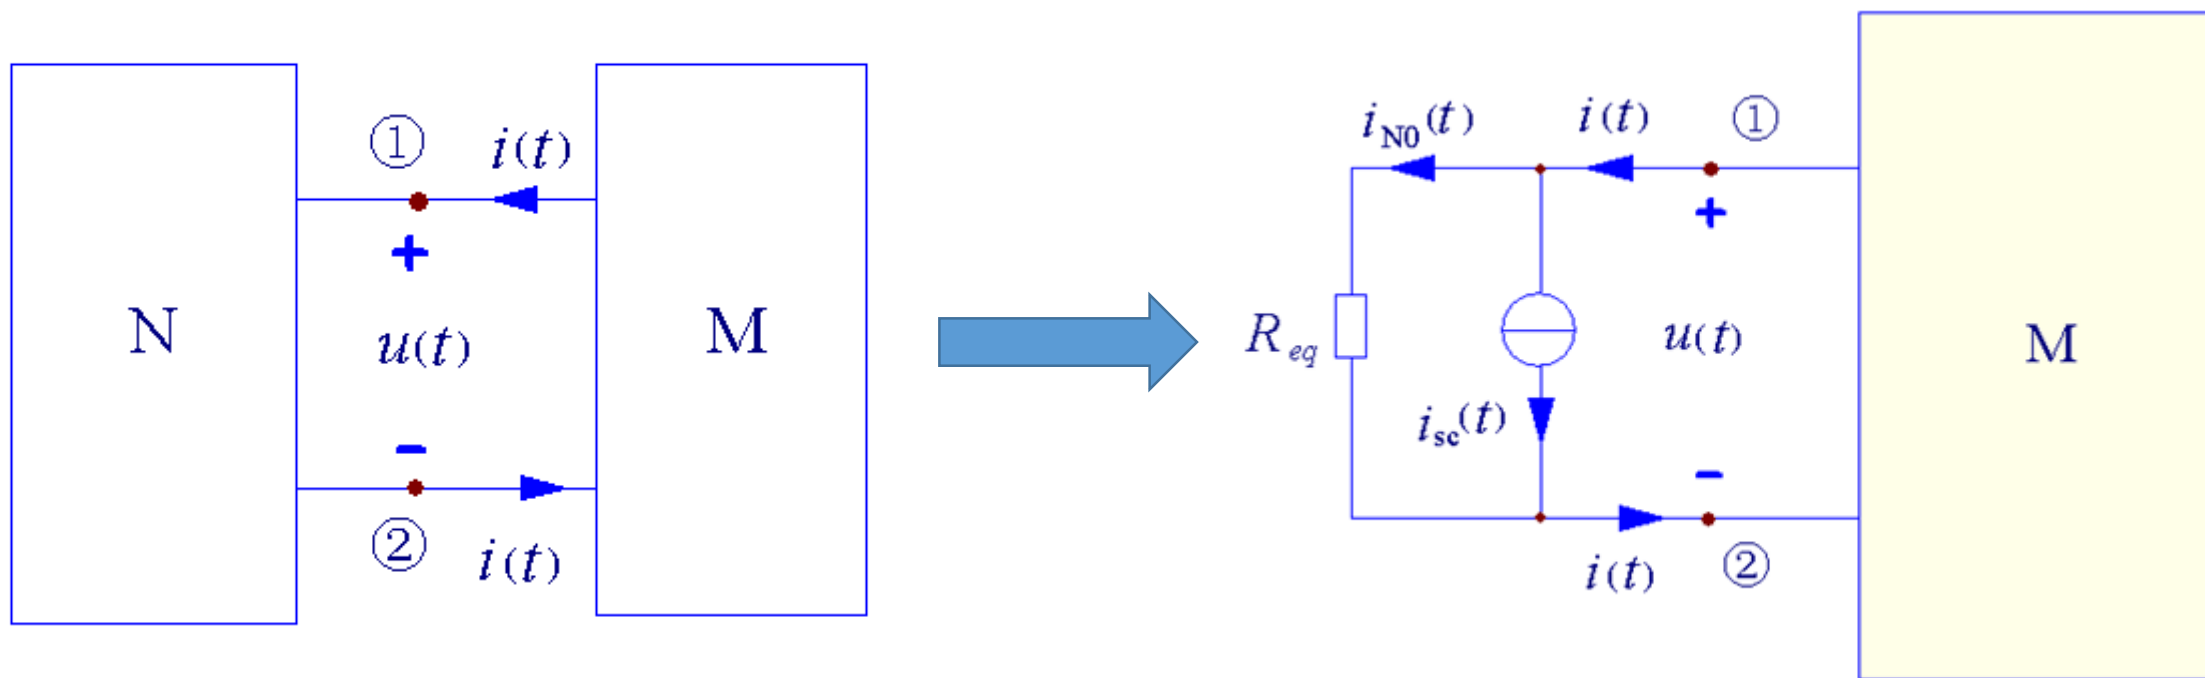 ①
i(t)
+
N
u(t)
M
−
②
i(t)
i_N0(t)
i(t)
①
+
R_eq
u(t)
M
i_sc(t)
−
i(t)
②